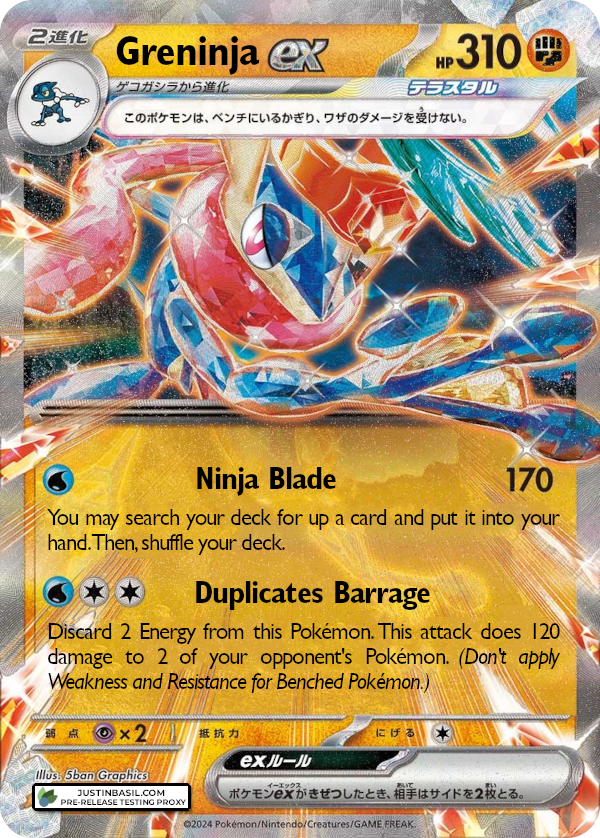 2進化
Greninja ex
HP 310
ゲコガシラから進化
テラスタル
このポケモンは、ベンチにいるかぎり、ワザのダメージを受けない。
Ninja Blade 170
You may search your deck for up a card and put it into your
hand. Then, shuffle your deck.
Duplicates Barrage
Discard 2 Energy from this Pokémon. This attack does 120
damage to 2 of your opponent's Pokémon. (Don't apply
Weakness and Resistance for Benched Pokémon.)
弱点 ×2 抵抗力 にげる
Illus. 5ban Graphics
exルール
ポケモンexがきぜつしたとき、相手はサイドを2枚とる。
JUSTINBASIL.COM
PRE-RELEASE TESTING PROXY
©2024 Pokémon/Nintendo/Creatures/GAME FREAK.